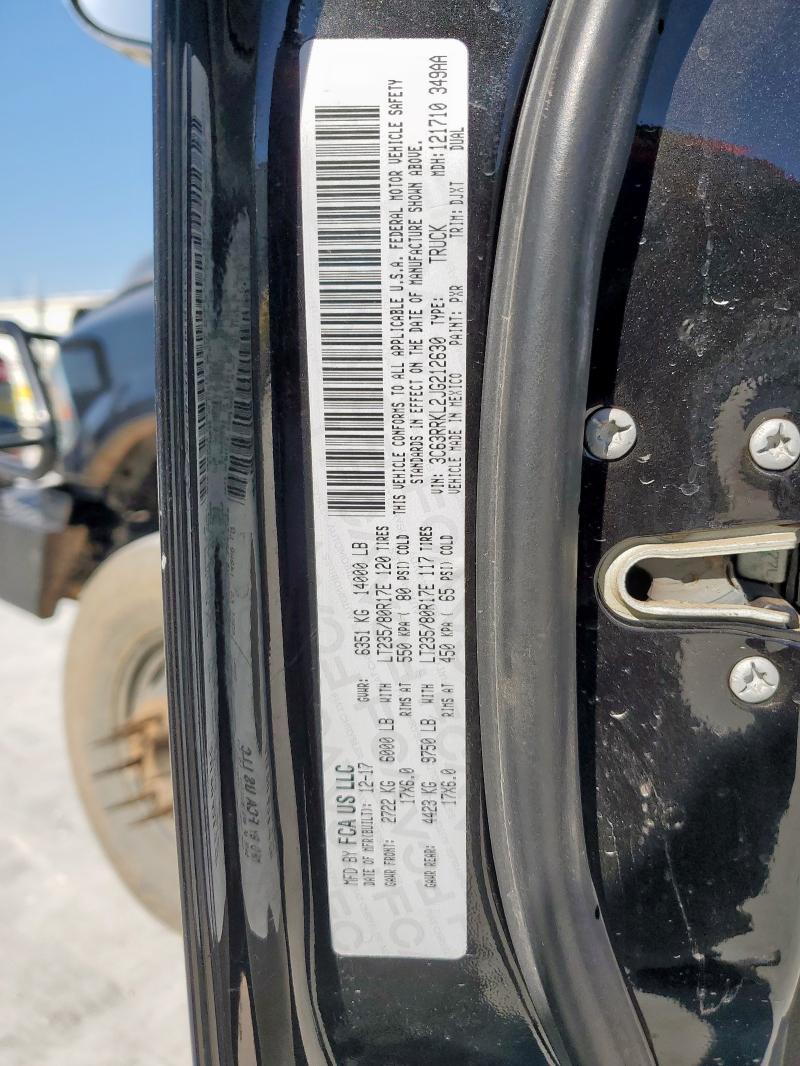 MFD BY FCA US LLC
DATE OF MFR(BUILT): 12-17 GVWR: 6351 KG 14000 LB
GAWR FRONT: 2722 KG 6000 LB WITH LT235/80R17E 120 TIRES
17X6.0 RIMS AT 550 KPA ( 80 PSI) COLD
GAWR REAR: 4423 KG 9750 LB WITH LT235/80R17E 117 TIRES
17X6.0 RIMS AT 450 KPA ( 65 PSI) COLD
THIS VEHICLE CONFORMS TO ALL APPLICABLE U.S.A. FEDERAL MOTOR VEHICLE SAFETY
STANDARDS IN EFFECT ON THE DATE OF MANUFACTURE SHOWN ABOVE.
VIN: 3C63RRKL2JG212630 TYPE: TRUCK MDH: 121710 349AA
VEHICLE MADE IN MEXICO PAINT: PXR TRIM: DJXT DUAL